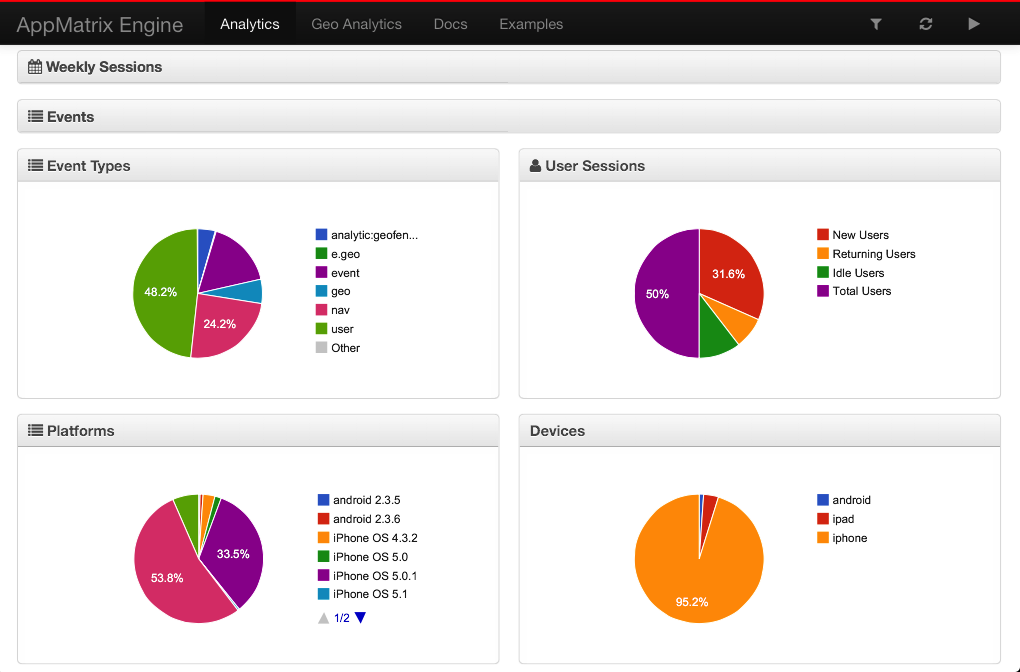 AppMatrix Engine Analytics Geo Analytics Docs Examples
Weekly Sessions
Events
Event Types
48.2%
24.2%
analytic:geofen...
e.geo
event
geo
nav
user
Other
User Sessions
31.6%
50%
New Users
Returning Users
Idle Users
Total Users
Platforms
33.5%
53.8%
android 2.3.5
android 2.3.6
iPhone OS 4.3.2
iPhone OS 5.0
iPhone OS 5.0.1
iPhone OS 5.1
1/2
Devices
95.2%
android
ipad
iphone